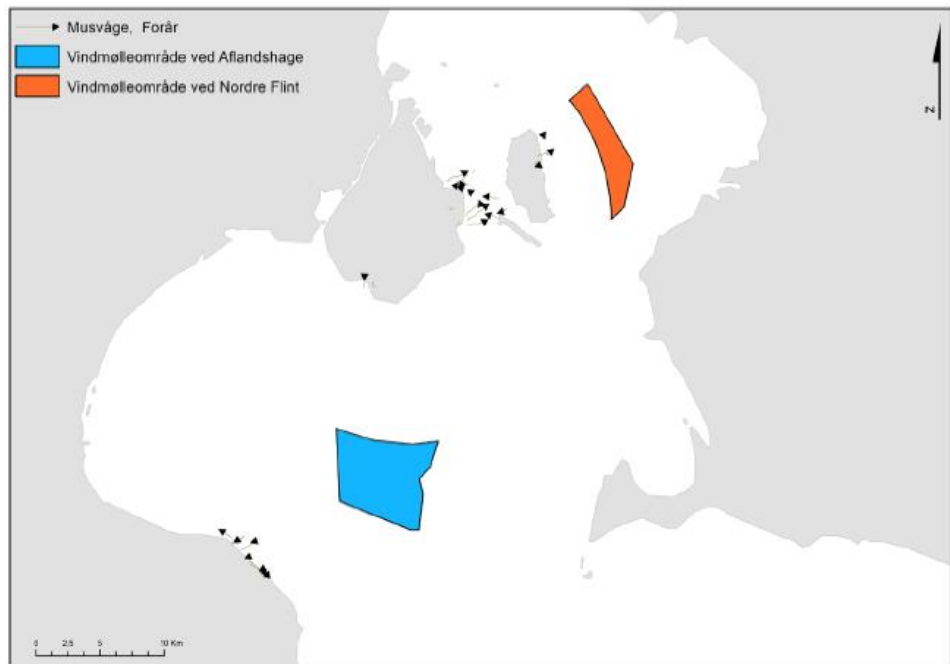 Musvåge, Forår
Vindmølleområde ved Aflandshage
Vindmølleområde ved Nordre Flint
N
0 2,5 5 10 Km